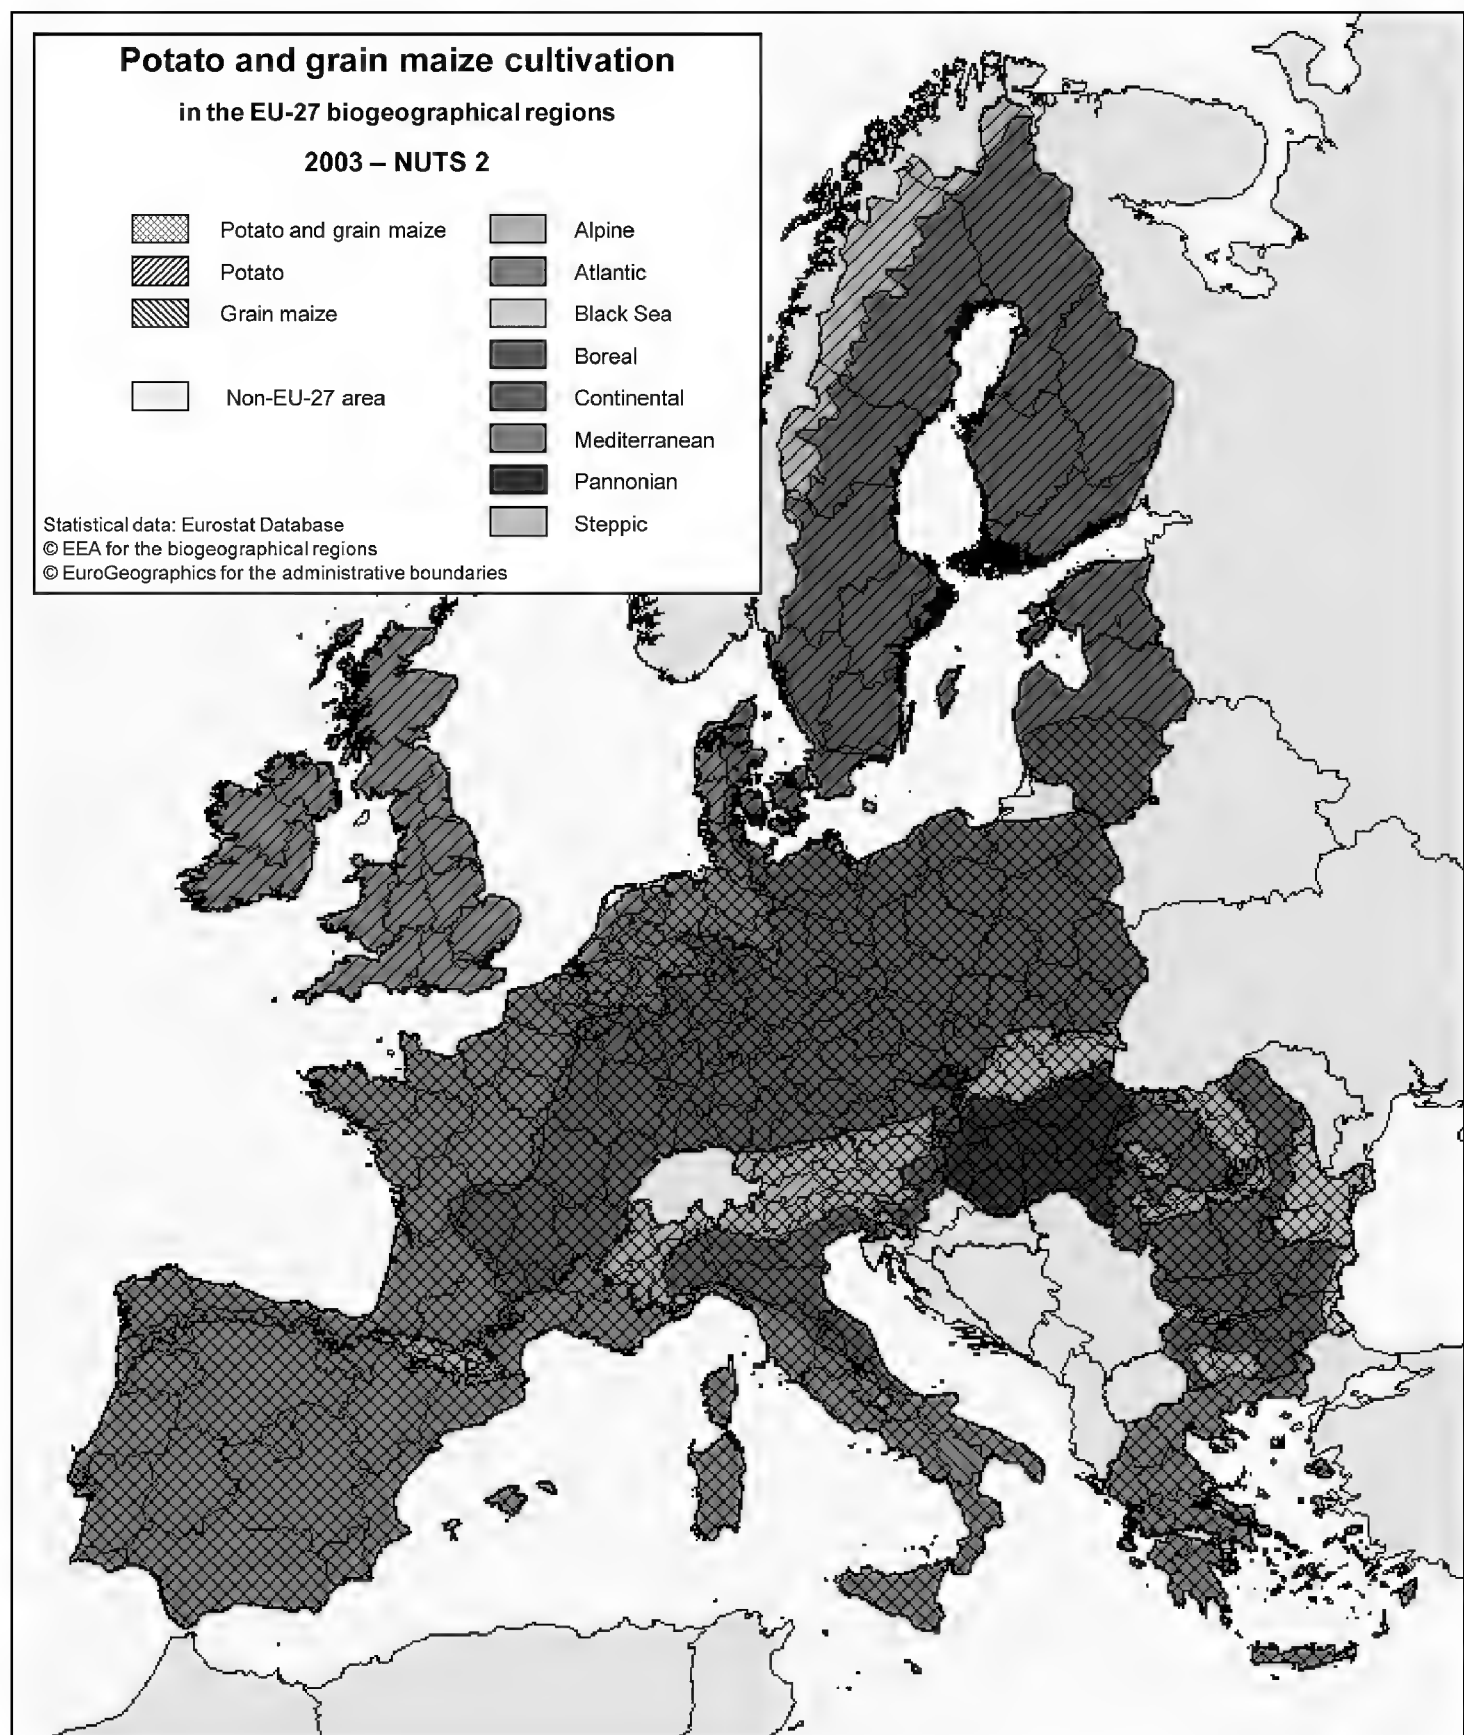 Potato and grain maize cultivation
in the EU-27 biogeographical regions
2003 – NUTS 2
Potato and grain maize
Potato
Grain maize
Non-EU-27 area
Alpine
Atlantic
Black Sea
Boreal
Continental
Mediterranean
Pannonian
Steppic
Statistical data: Eurostat Database
© EEA for the biogeographical regions
© EuroGeographics for the administrative boundaries